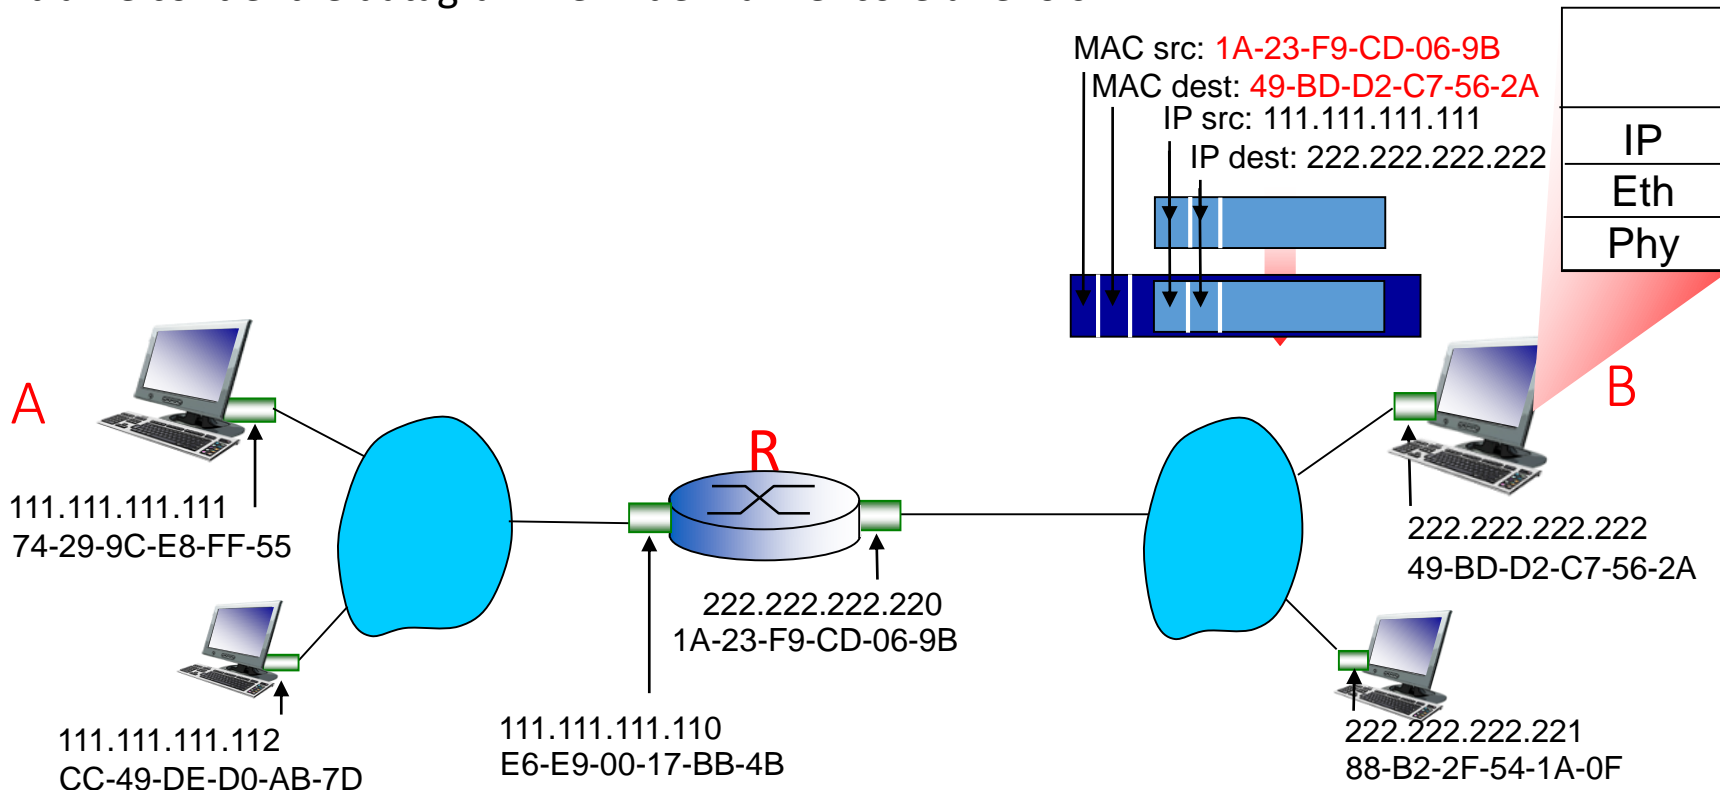 MAC src: 1A-23-F9-CD-06-9B
MAC dest: 49-BD-D2-C7-56-2A
IP src: 111.111.111.111
IP dest: 222.222.222.222
IP
Eth
Phy
A
B
R
111.111.111.111
74-29-9C-E8-FF-55
222.222.222.222
49-BD-D2-C7-56-2A
222.222.222.220
1A-23-F9-CD-06-9B
111.111.111.112
CC-49-DE-D0-AB-7D
111.111.111.110
E6-E9-00-17-BB-4B
222.222.222.221
88-B2-2F-54-1A-0F